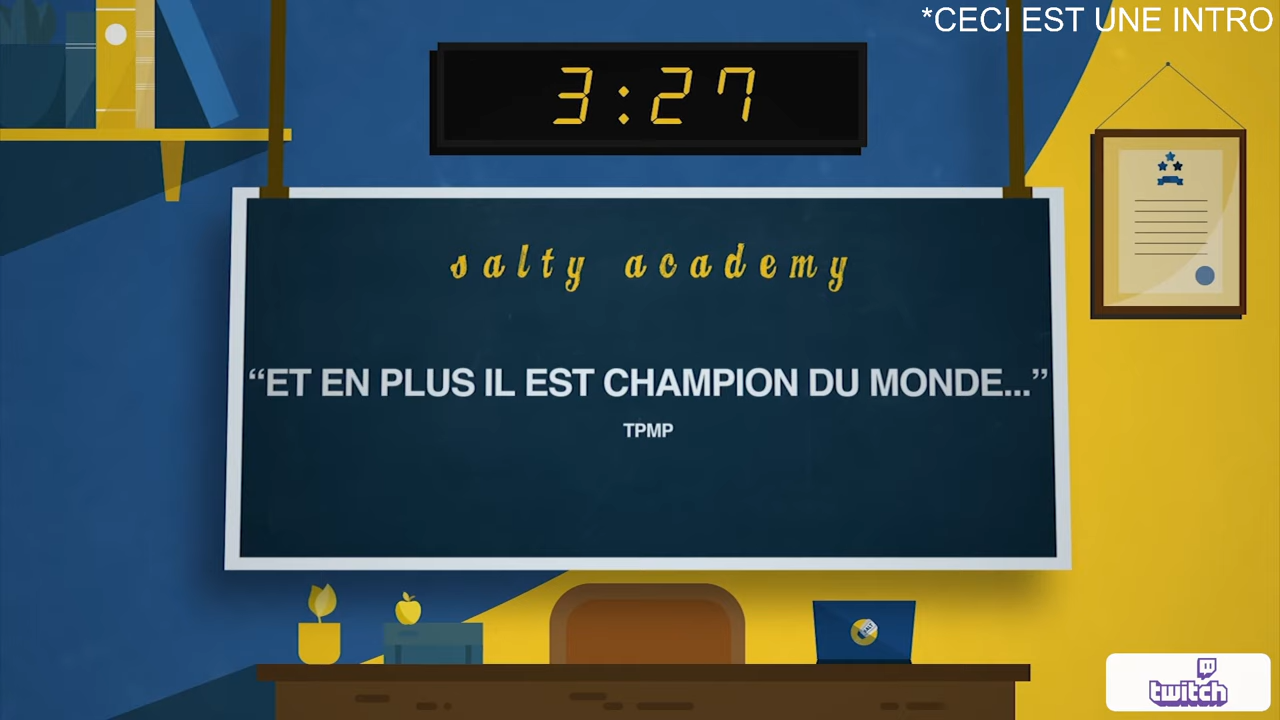 *CECI EST UNE INTRO
3:27
salty academy
“ET EN PLUS IL EST CHAMPION DU MONDE...”
TPMP
twitch